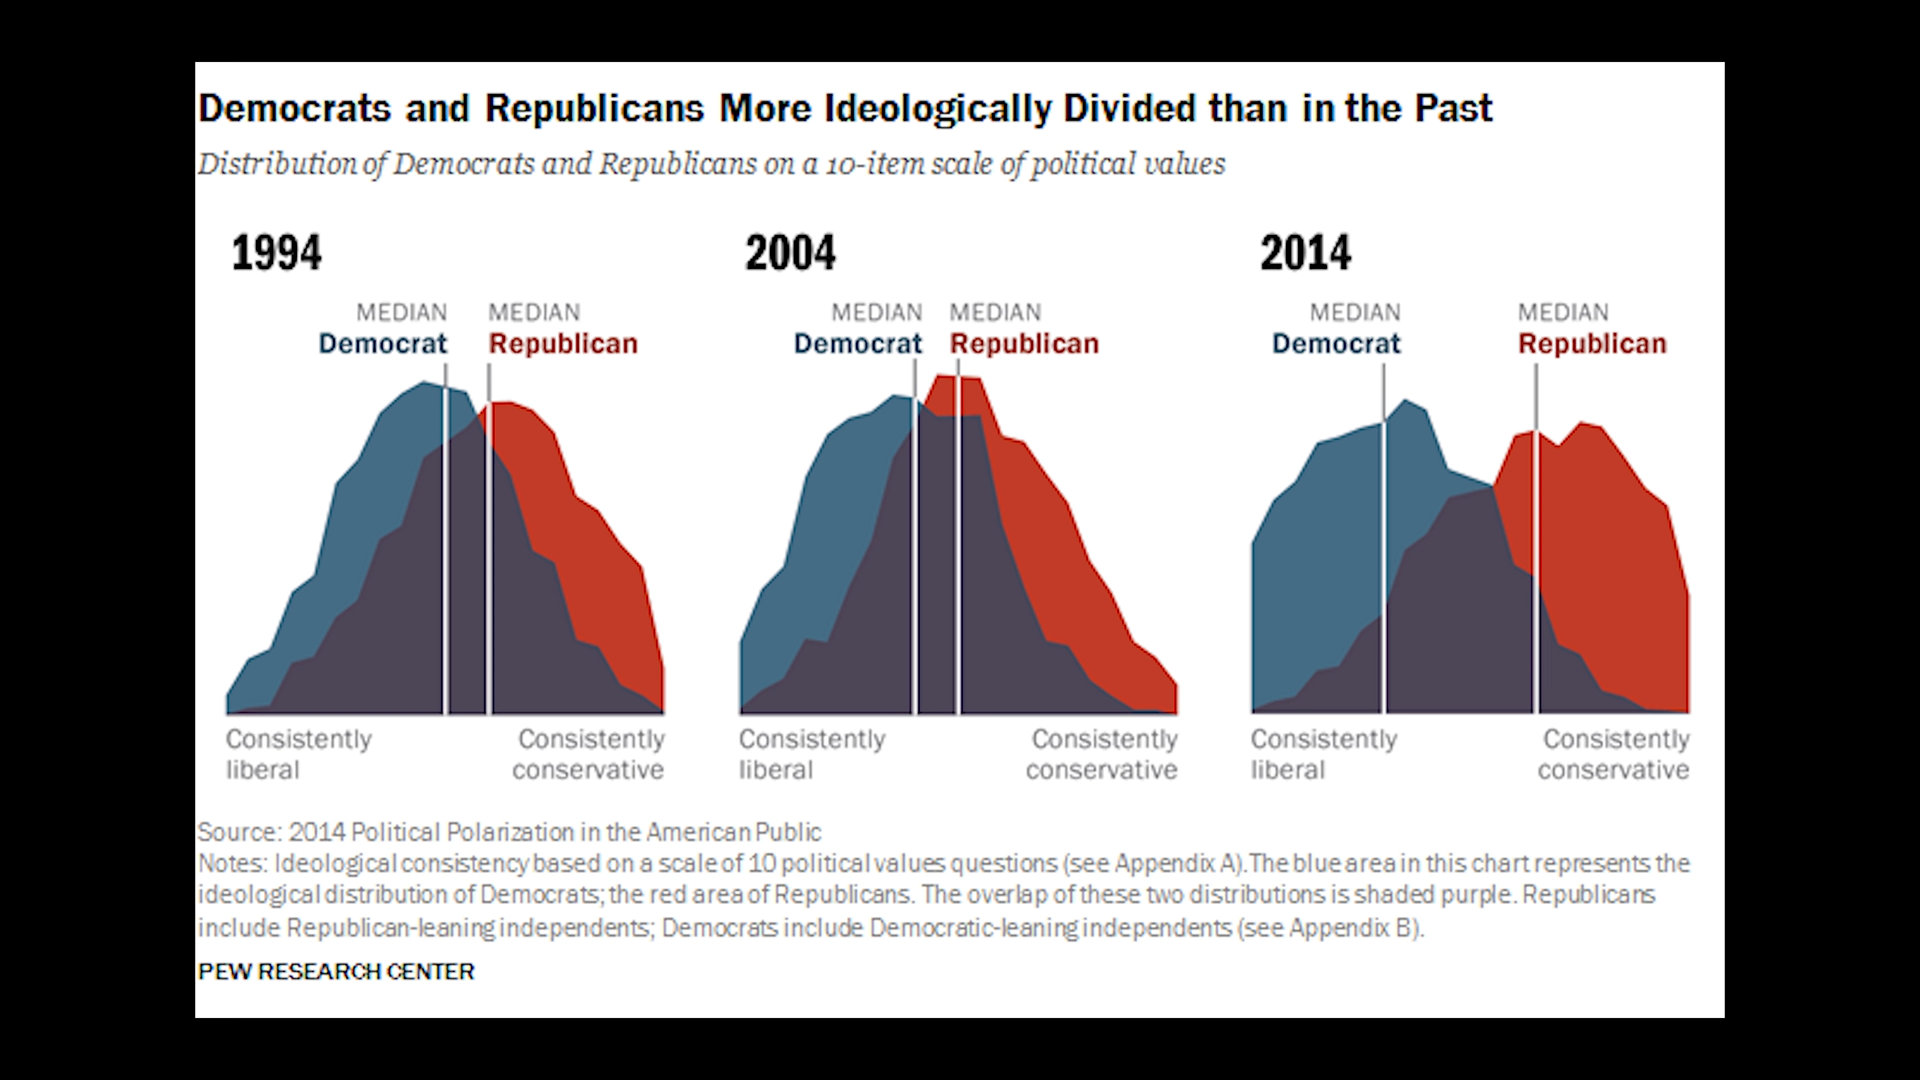 Democrats and Republicans More Ideologically Divided than in the Past
Distribution of Democrats and Republicans on a 10-item scale of political values
1994
MEDIAN
Democrat
MEDIAN
Republican
Consistently
liberal
Consistently
conservative
2004
MEDIAN
Democrat
MEDIAN
Republican
Consistently
liberal
Consistently
conservative
2014
MEDIAN
Democrat
MEDIAN
Republican
Consistently
liberal
Consistently
conservative
Source: 2014 Political Polarization in the American Public
Notes: Ideological consistency based on a scale of 10 political values questions (see Appendix A). The blue area in this chart represents the
ideological distribution of Democrats; the red area of Republicans. The overlap of these two distributions is shaded purple. Republicans
include Republican-leaning independents; Democrats include Democratic-leaning independents (see Appendix B).
PEW RESEARCH CENTER